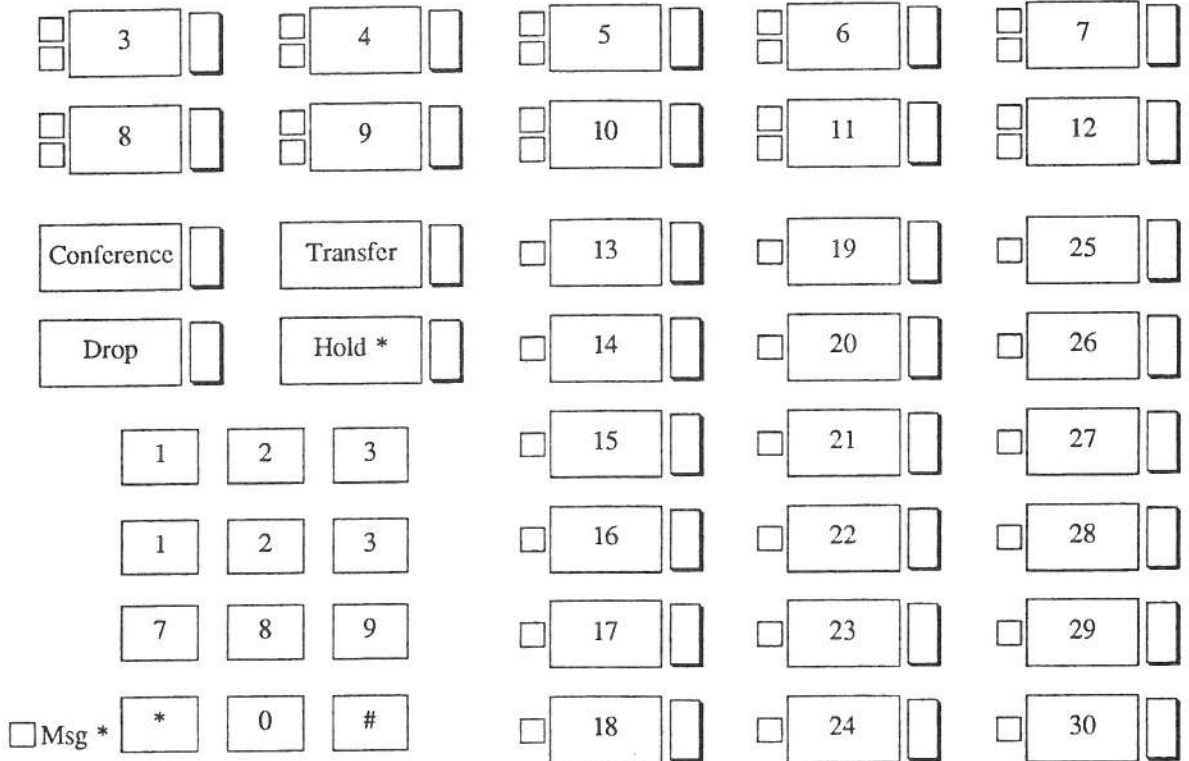 3 4 5 6 7
8 9 10 11 12
Conference Transfer 13 19 25
Drop Hold * 14 20 26
1 2 3 15 21 27
1 2 3 16 22 28
7 8 9 17 23 29
Msg * * 0 # 18 24 30